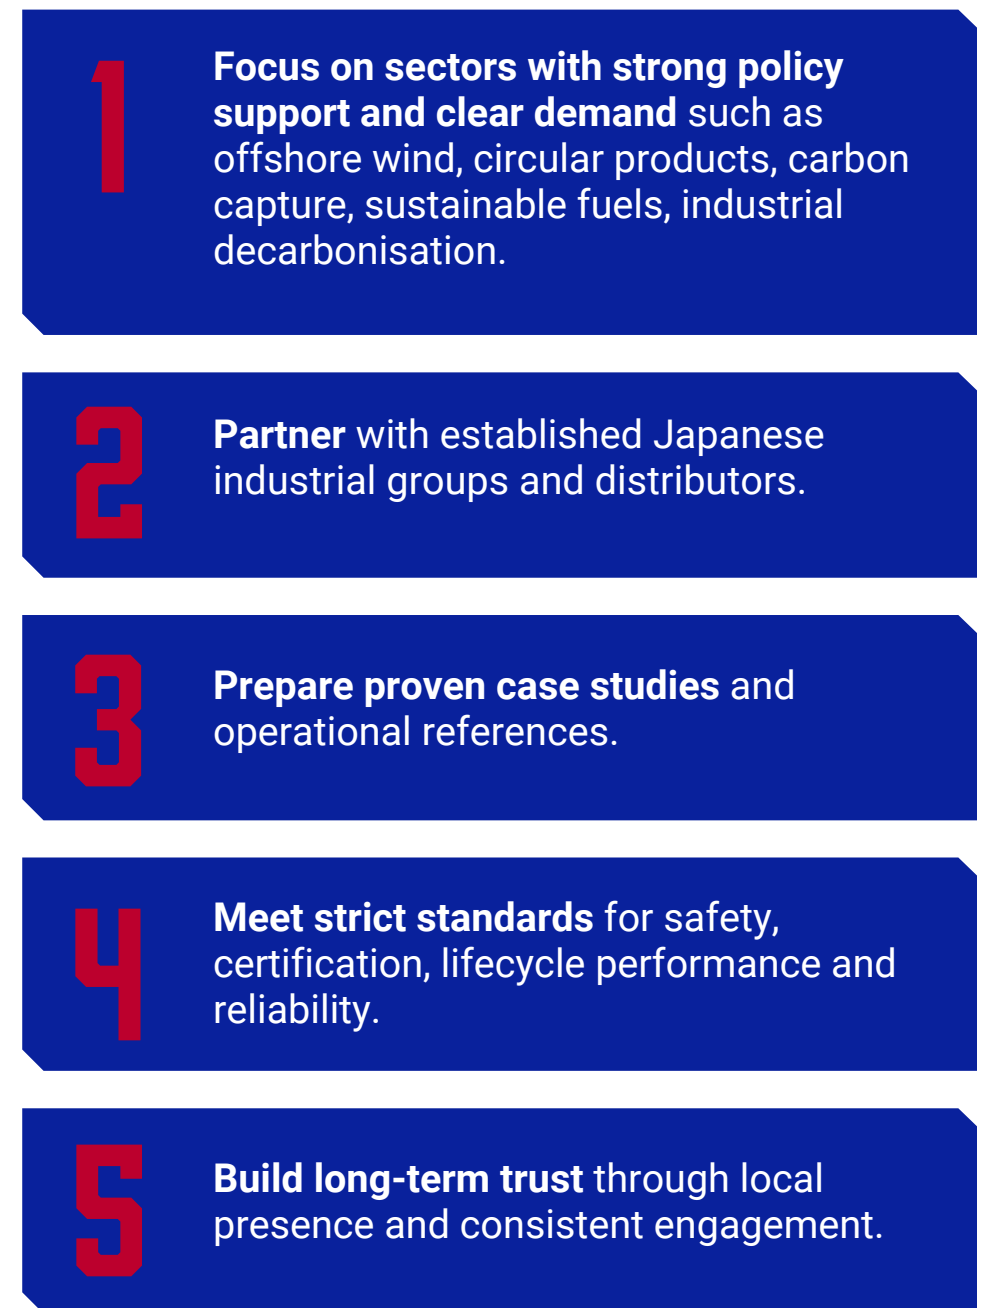 1
Focus on sectors with strong policy
support and clear demand such as
offshore wind, circular products, carbon
capture, sustainable fuels, industrial
decarbonisation.
2
Partner with established Japanese
industrial groups and distributors.
3
Prepare proven case studies and
operational references.
4
Meet strict standards for safety,
certification, lifecycle performance and
reliability.
5
Build long-term trust through local
presence and consistent engagement.